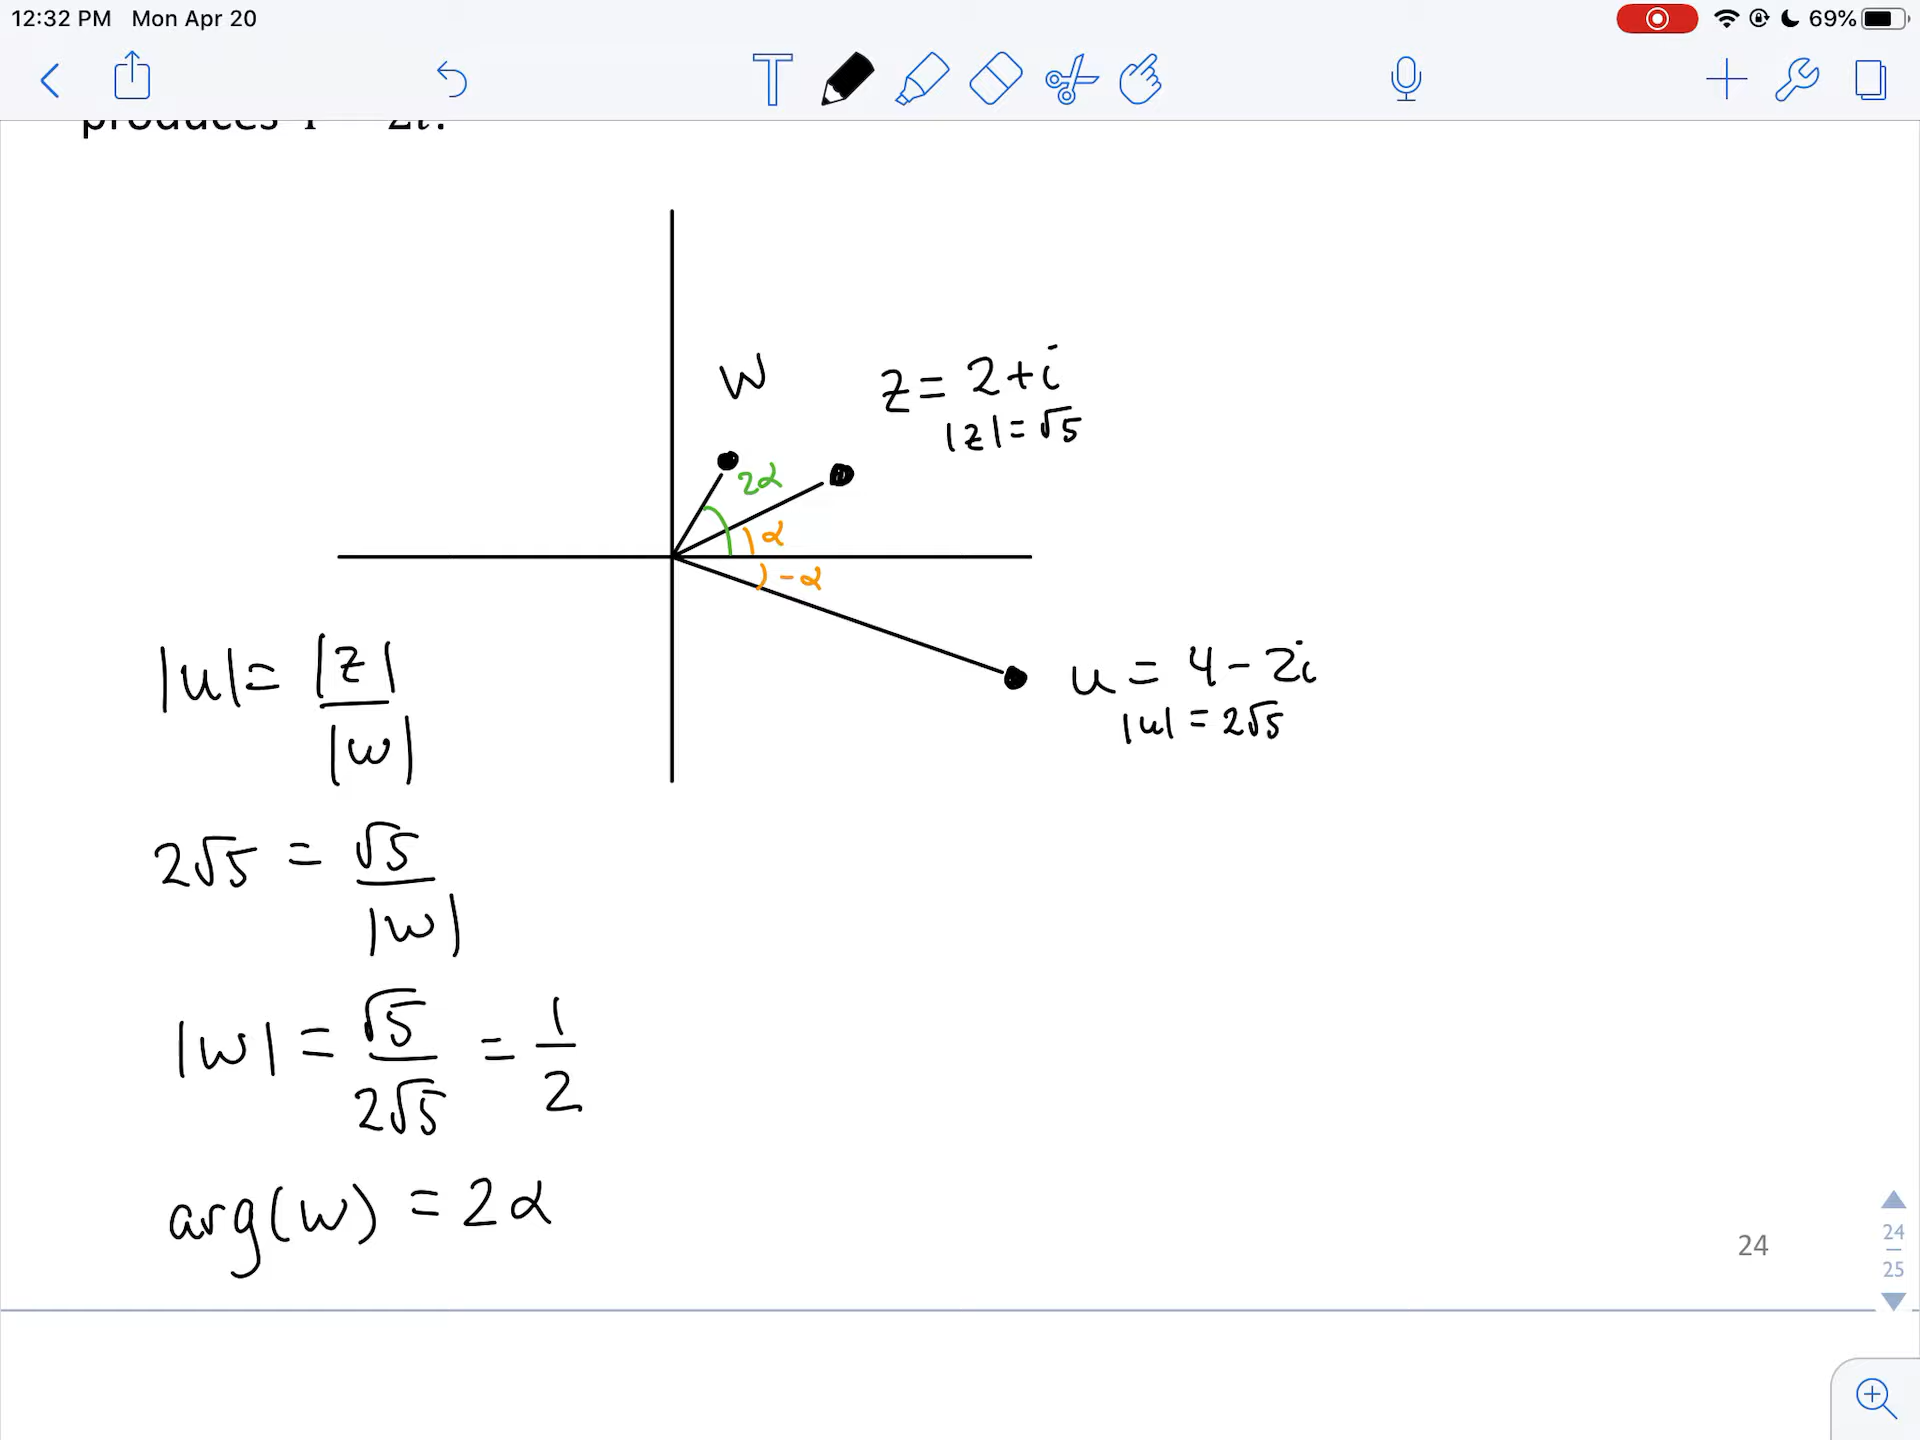 12:32 PM Mon Apr 20
69%
T
produces
W
z = 2+i
|z| = √5
2α
α
-α
u = 4-2i
|u| = 2√5
|u| = |z| / |w|
2√5 = √5 / |w|
|w| = √5 / 2√5 = 1 / 2
arg(w) = 2α
24
24
25